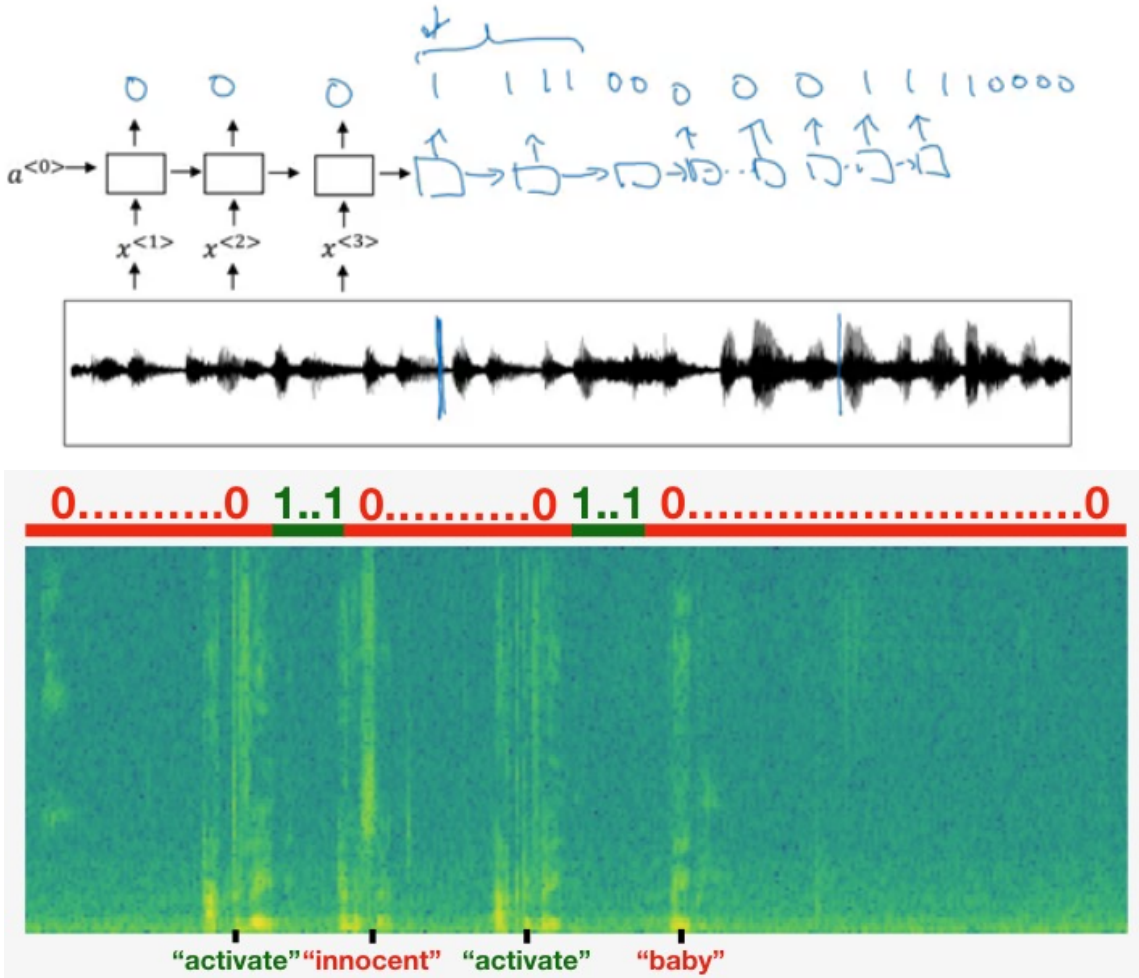 0 0 0 1 1 1 1 0 0 0 0 0 1 1 1 0 0 0 0
a<0>
x<1> x<2> x<3>
0..........0 1..1 0..........0 1..1 0..............................0
“activate” “innocent” “activate” “baby”